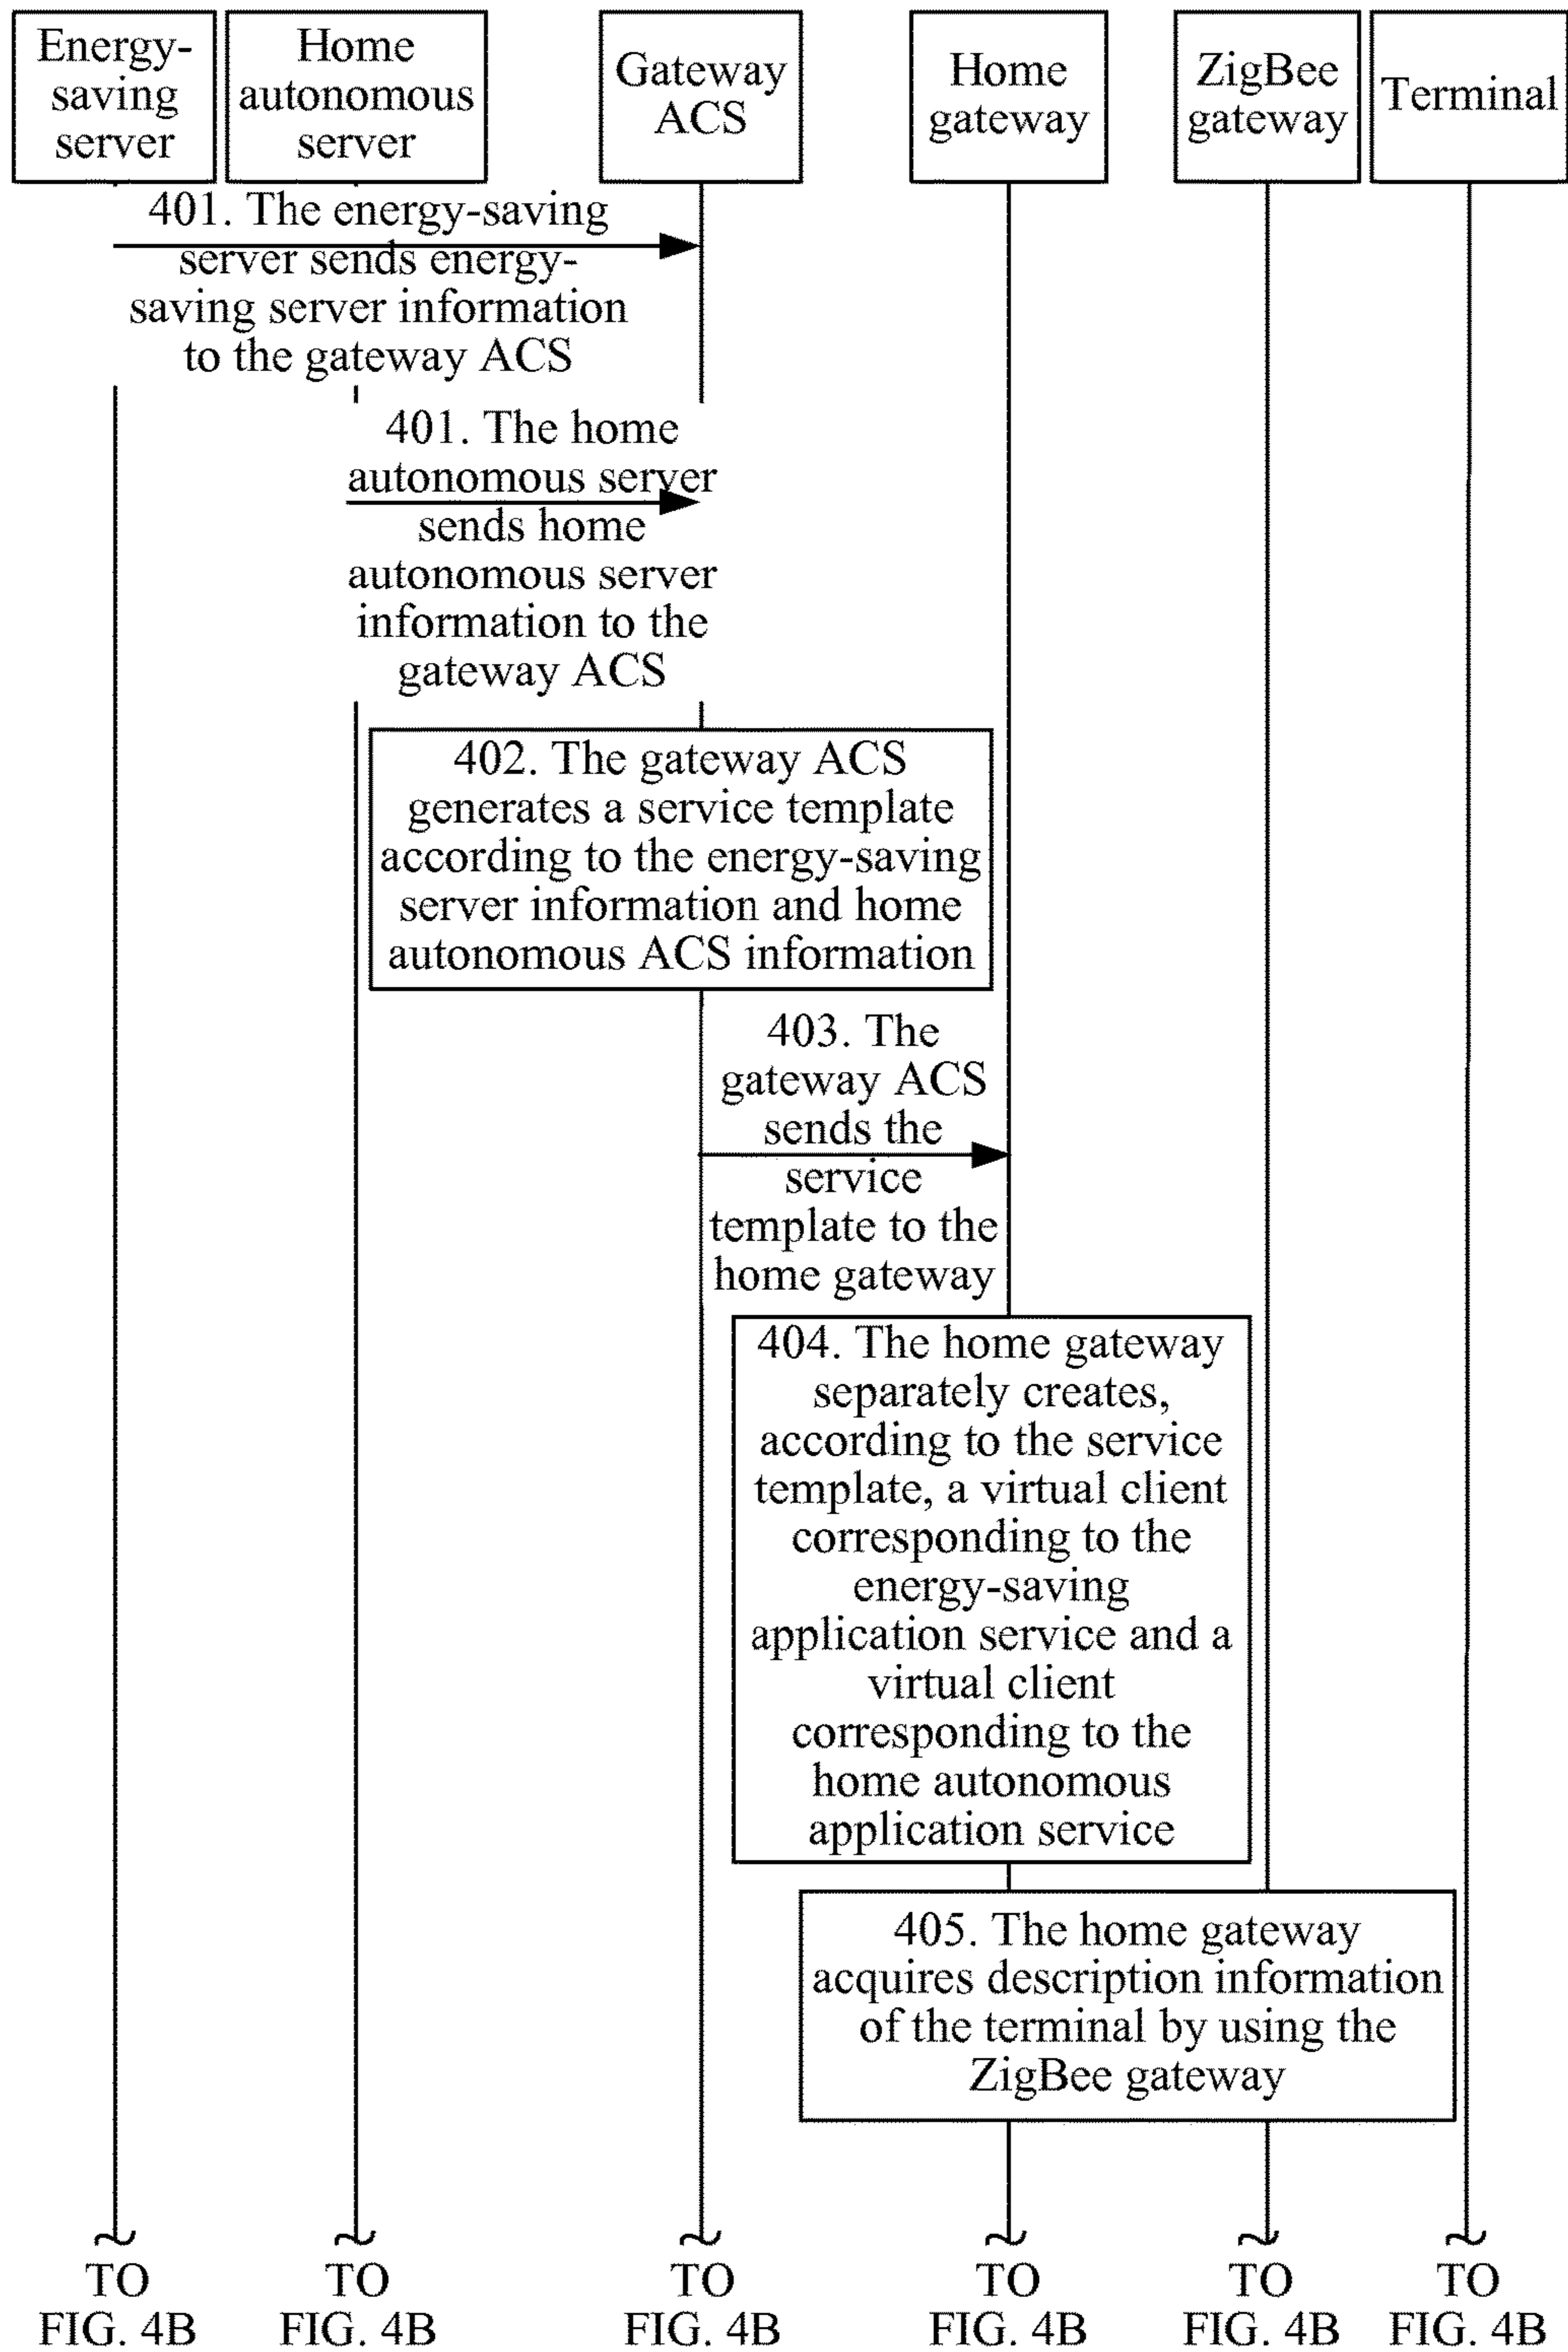 Energy-
saving
server
Home
autonomous
server
Gateway
ACS
Home
gateway
ZigBee
gateway
Terminal
401. The energy-saving
server sends energy-
saving server information
to the gateway ACS
401. The home
autonomous server
sends home
autonomous server
information to the
gateway ACS
402. The gateway ACS
generates a service template
according to the energy-saving
server information and home
autonomous ACS information
403. The
gateway ACS
sends the
service
template to the
home gateway
404. The home gateway
separately creates,
according to the service
template, a virtual client
corresponding to the
energy-saving
application service and a
virtual client
corresponding to the
home autonomous
application service
405. The home gateway
acquires description information
of the terminal by using the
ZigBee gateway
TO
FIG. 4B
TO
FIG. 4B
TO
FIG. 4B
TO
FIG. 4B
TO
FIG. 4B
TO
FIG. 4B